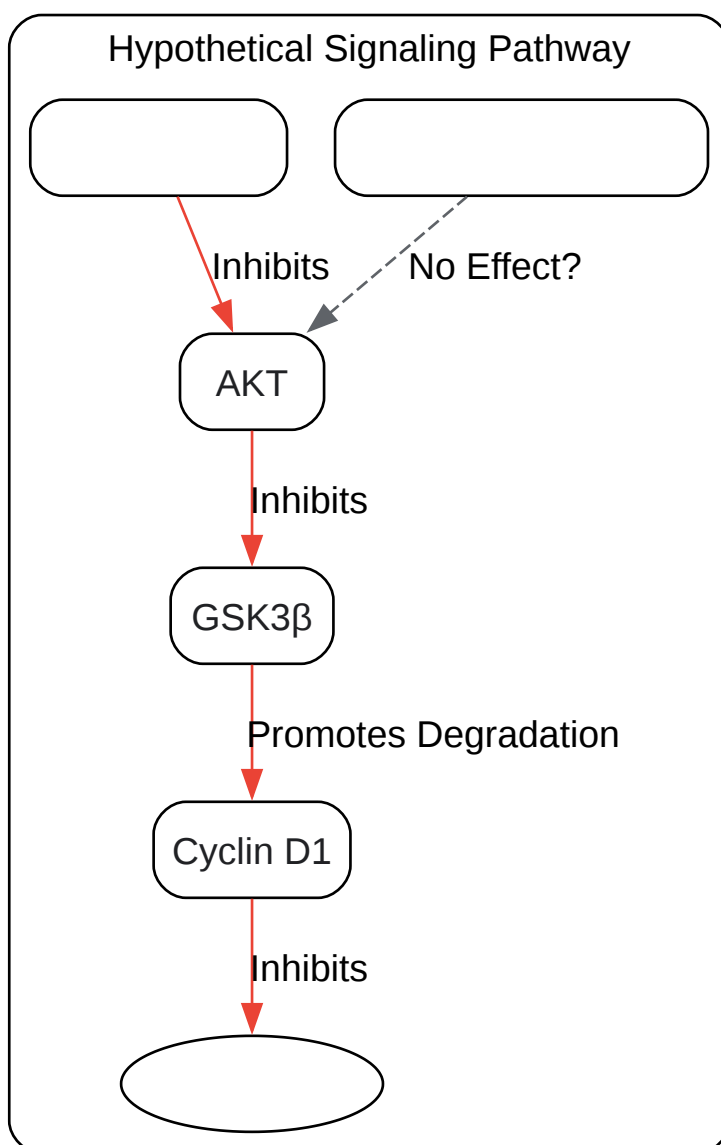 Hypothetical Signaling Pathway
Inhibits
No Effect?
AKT
Inhibits
GSK3β
Promotes Degradation
Cyclin D1
Inhibits